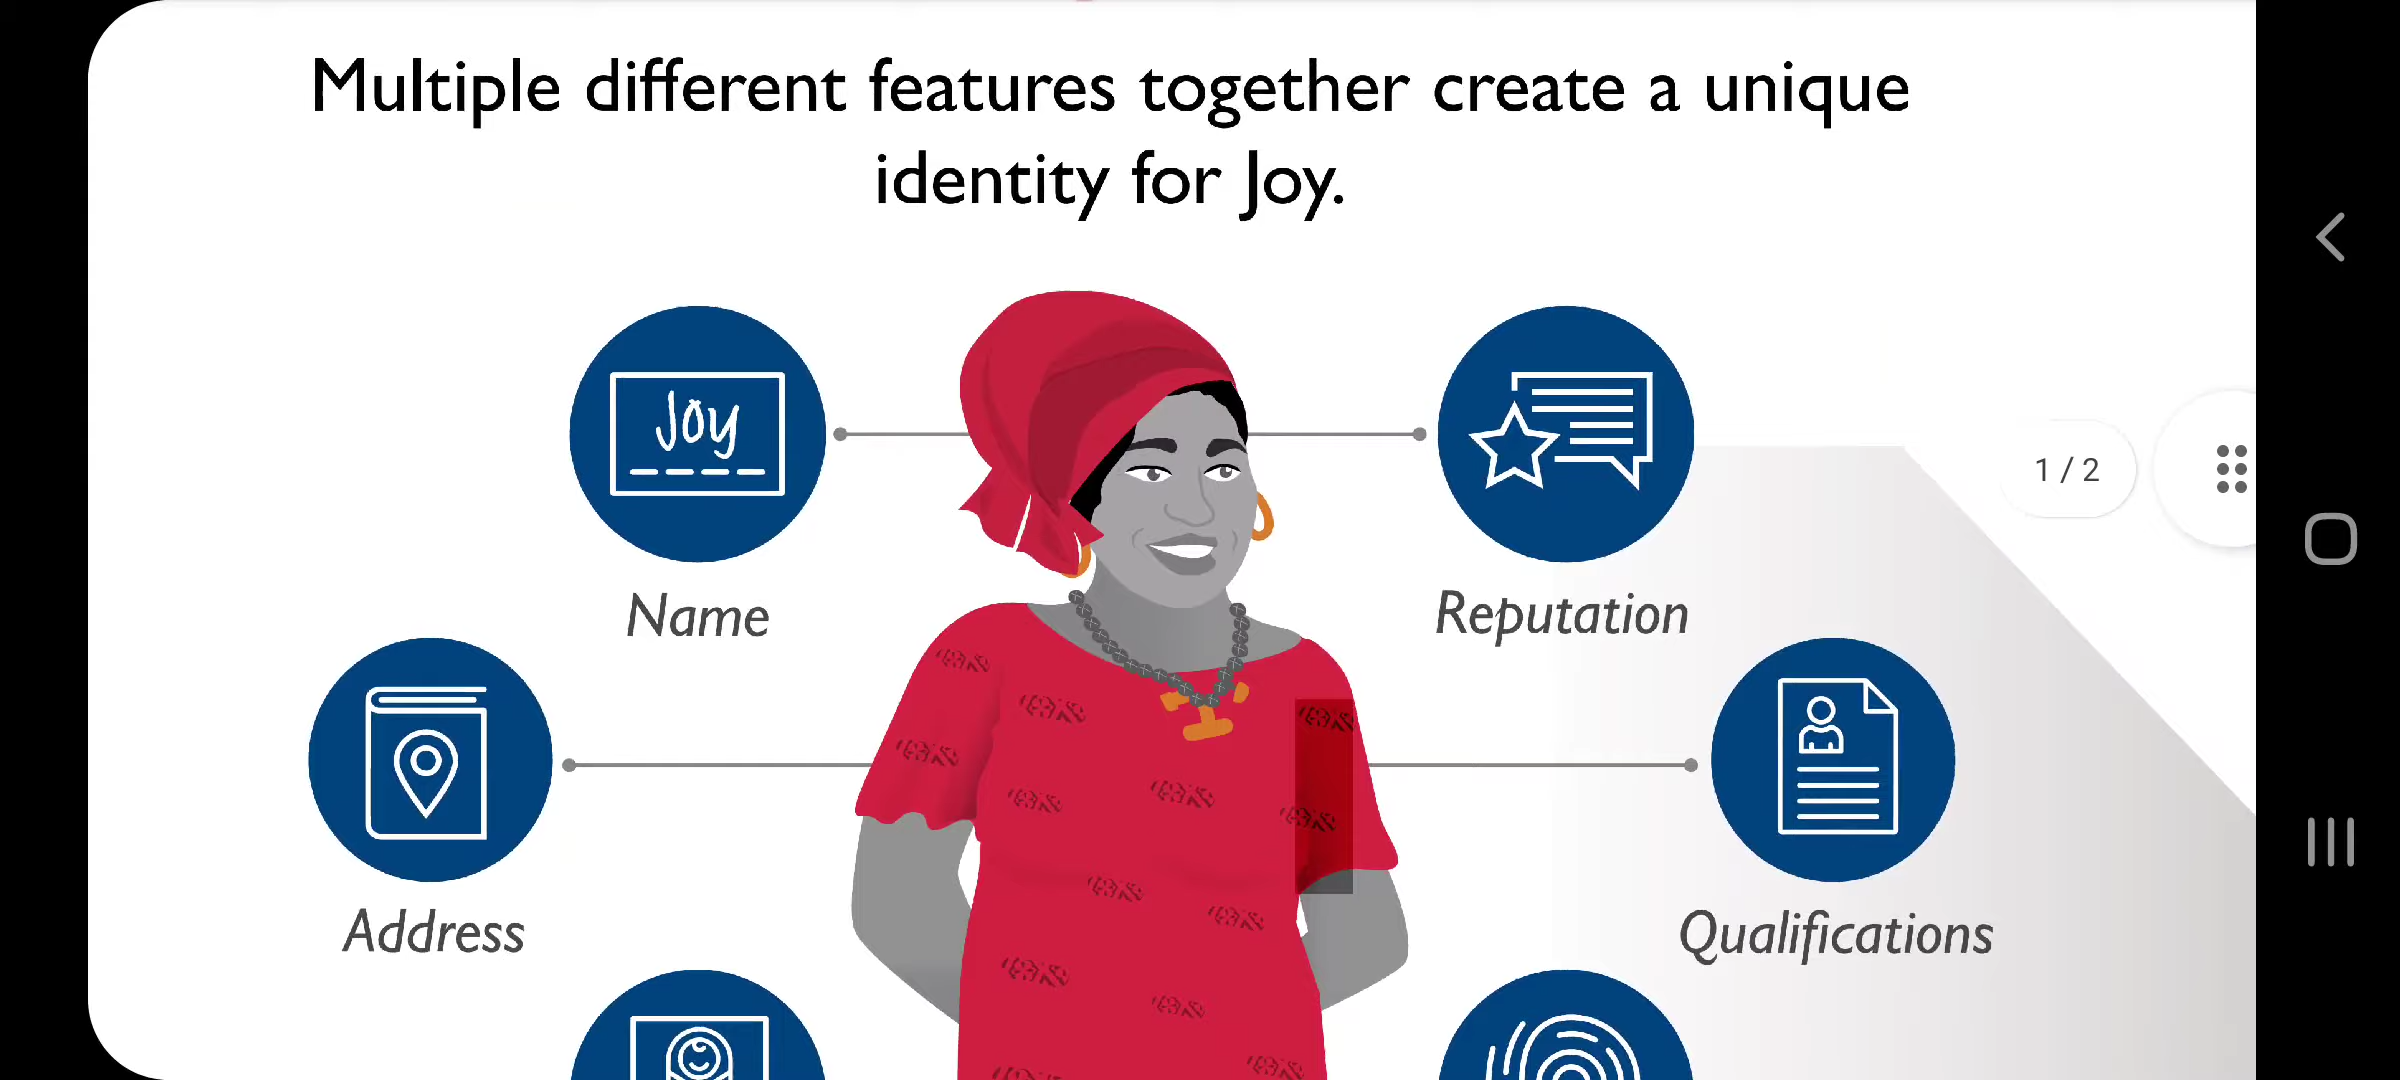 Multiple different features together create a unique
identity for Joy.
Joy
Name
Reputation
1 / 2
Address
Qualifications